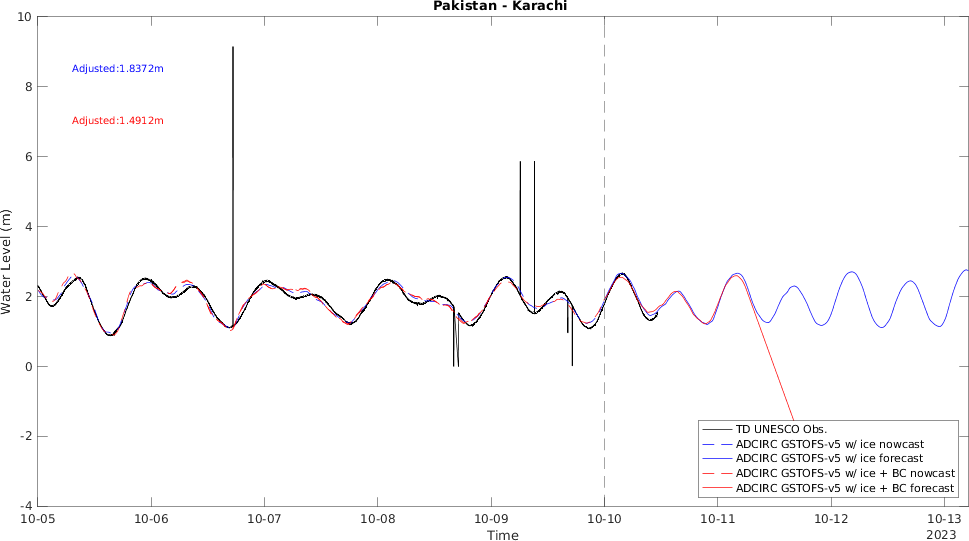 Pakistan - Karachi
10
8
6
4
2
0
-2
-4
Water Level (m)
Adjusted:1.8372m
Adjusted:1.4912m
TD UNESCO Obs.
ADCIRC GSTOFS-v5 w/ ice nowcast
ADCIRC GSTOFS-v5 w/ ice forecast
ADCIRC GSTOFS-v5 w/ ice + BC nowcast
ADCIRC GSTOFS-v5 w/ ice + BC forecast
10-05 10-06 10-07 10-08 10-09 10-10 10-11 10-12 10-13
Time
2023